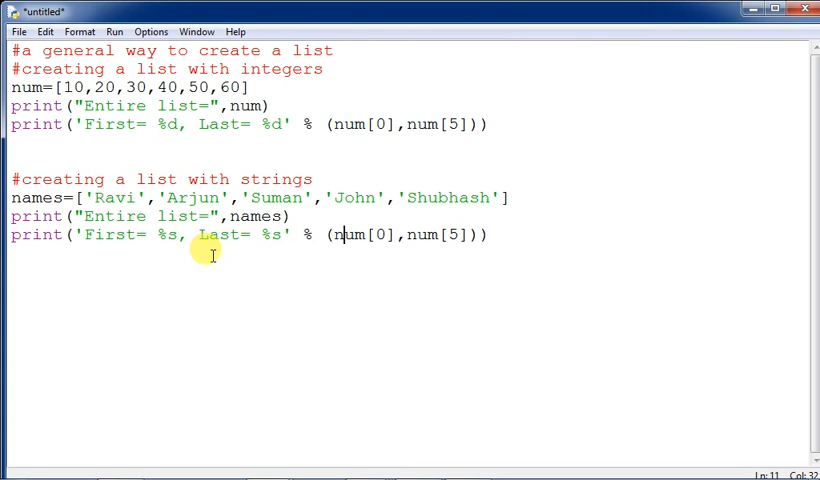 *untitled*
File Edit Format Run Options Window Help
#a general way to create a list
#creating a list with integers
num=[10,20,30,40,50,60]
print("Entire list=",num)
print('First= %d, Last= %d' % (num[0],num[5]))
#creating a list with strings
names=['Ravi','Arjun','Suman','John','Shubhash']
print("Entire list=",names)
print('First= %s, Last= %s' % (num[0],num[5]))
Ln:11 Col:32